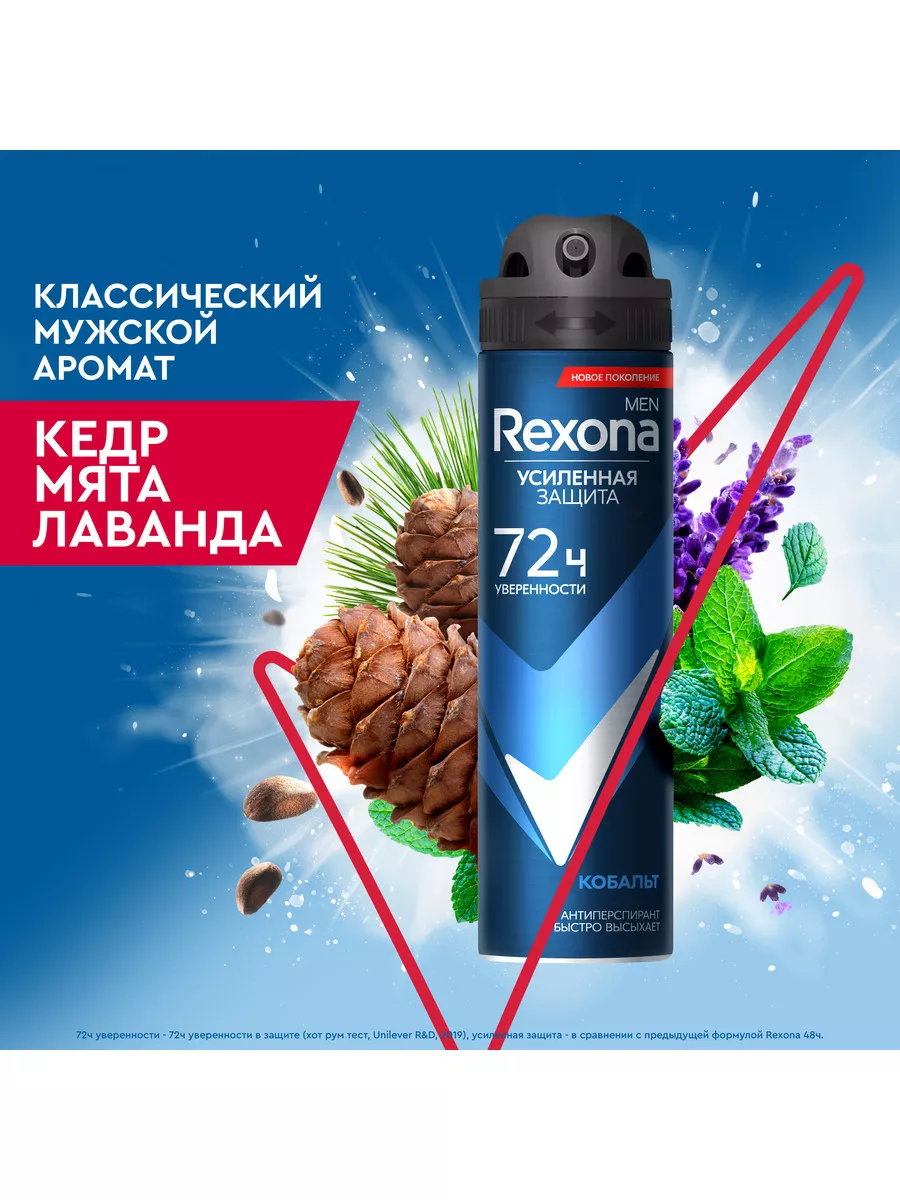 КЛАССИЧЕСКИЙ
МУЖСКОЙ
АРОМАТ
КЕДР
МЯТА
ЛАВАНДА
НОВОЕ ПОКОЛЕНИЕ
MEN
Rexona
УСИЛЕННАЯ
ЗАЩИТА
72ч
УВЕРЕННОСТИ
КОБАЛЬТ
АНТИПЕРСПИРАНТ
БЫСТРО ВЫСЫХАЕТ
72ч уверенности - 72ч уверенности в защите (хот рум тест, Unilever R&D, 2019), усиленная защита - в сравнении с предыдущей формулой Rexona 48ч.